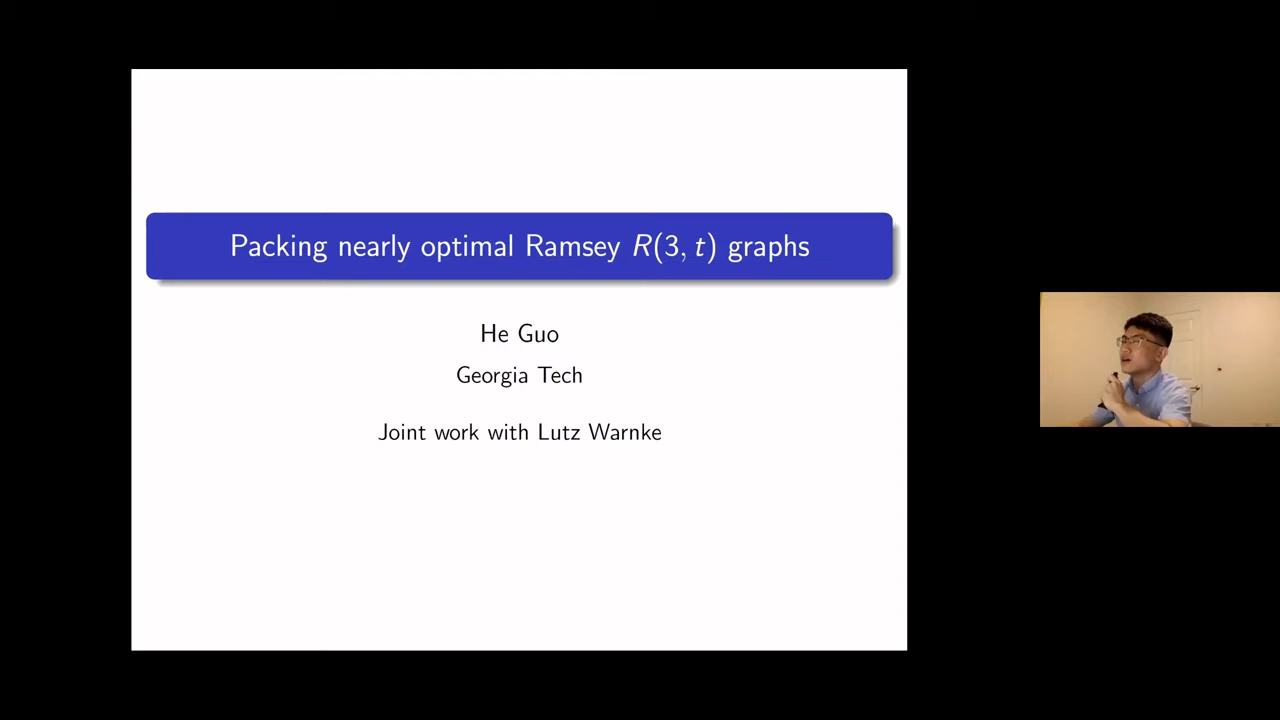 Packing nearly optimal Ramsey R(3, t) graphs
He Guo
Georgia Tech
Joint work with Lutz Warnke